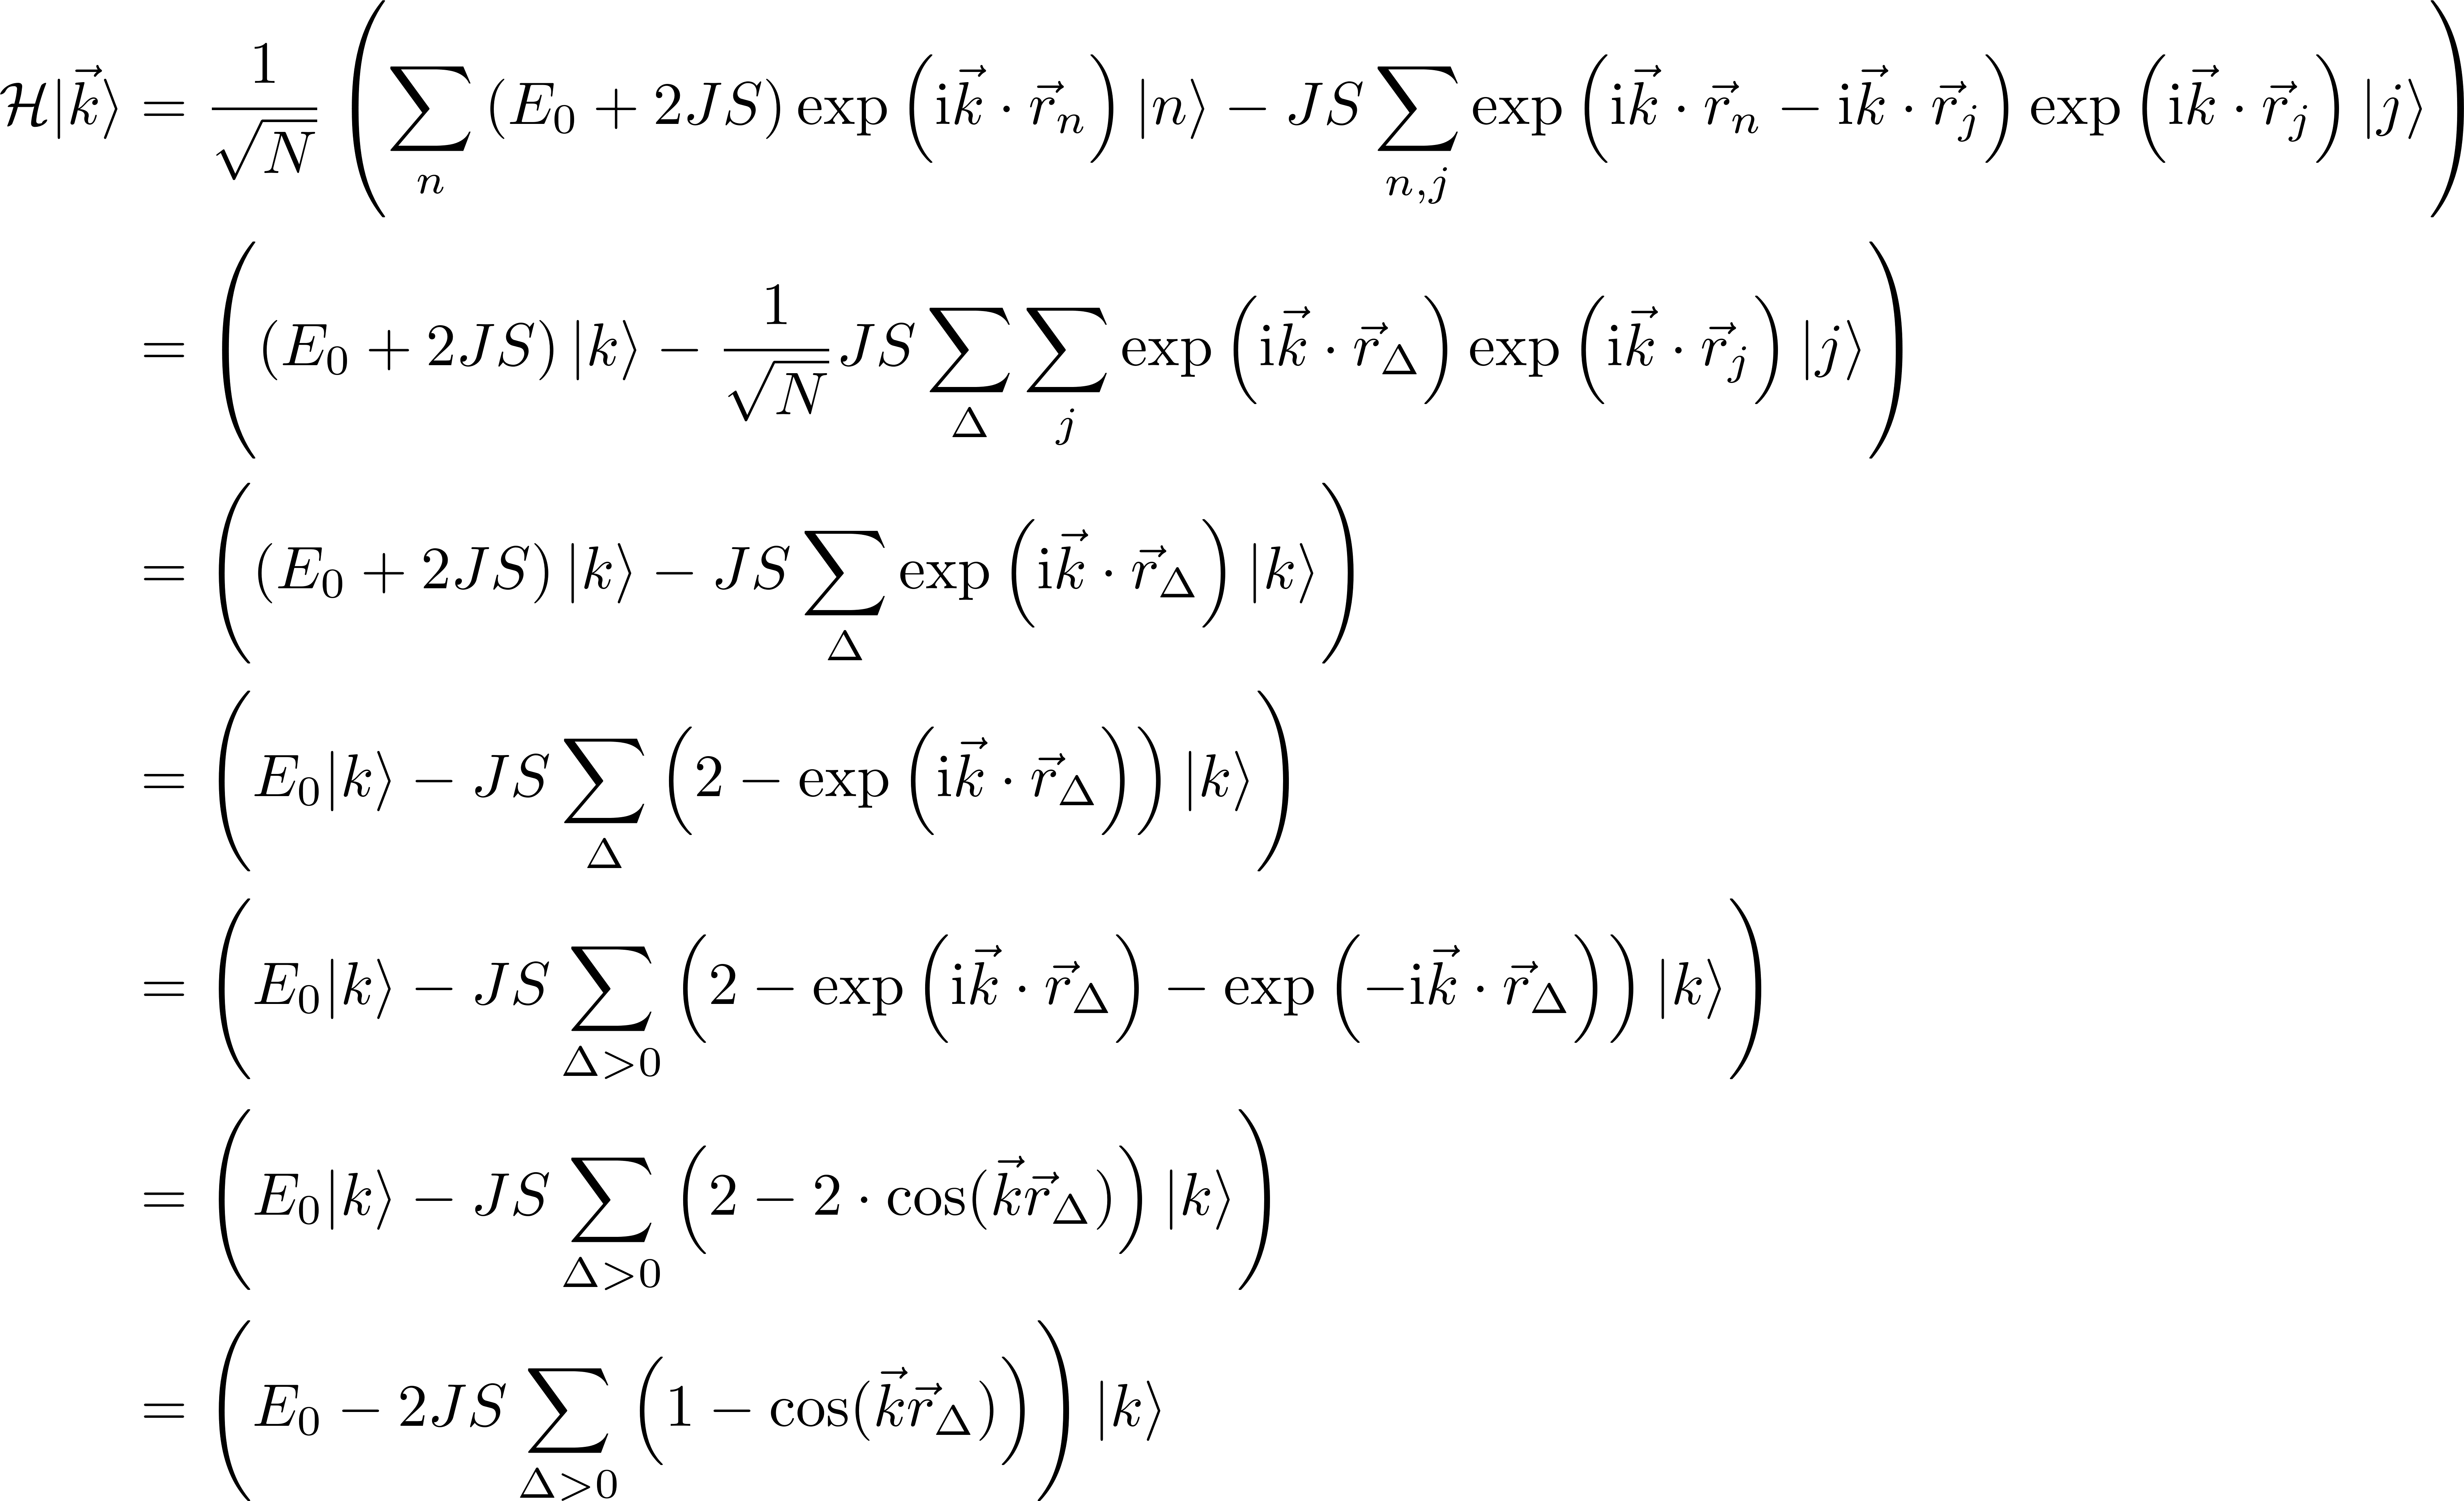 $\mathcal{H}|\vec{k}\rangle = \frac{1}{\sqrt{N}} \left( \sum_{n} (E_0 + 2JS) \exp\left(\mathrm{i}\vec{k}\cdot\vec{r}_n\right) |n\rangle - JS \sum_{n,j} \exp\left(\mathrm{i}\vec{k}\cdot\vec{r}_n - \mathrm{i}\vec{k}\cdot\vec{r}_j\right) \exp\left(\mathrm{i}\vec{k}\cdot\vec{r}_j\right) |j\rangle \right)$
$= \left( (E_0 + 2JS) |k\rangle - \frac{1}{\sqrt{N}} JS \sum_{\Delta} \sum_{j} \exp\left(\mathrm{i}\vec{k}\cdot\vec{r}_\Delta\right) \exp\left(\mathrm{i}\vec{k}\cdot\vec{r}_j\right) |j\rangle \right)$
$= \left( (E_0 + 2JS) |k\rangle - JS \sum_{\Delta} \exp\left(\mathrm{i}\vec{k}\cdot\vec{r}_\Delta\right) |k\rangle \right)$
$= \left( E_0|k\rangle - JS \sum_{\Delta} \left(2 - \exp\left(\mathrm{i}\vec{k}\cdot\vec{r}_\Delta\right)\right) |k\rangle \right)$
$= \left( E_0|k\rangle - JS \sum_{\Delta>0} \left(2 - \exp\left(\mathrm{i}\vec{k}\cdot\vec{r}_\Delta\right) - \exp\left(-\mathrm{i}\vec{k}\cdot\vec{r}_\Delta\right)\right) |k\rangle \right)$
$= \left( E_0|k\rangle - JS \sum_{\Delta>0} \left(2 - 2\cdot\cos(\vec{k}\vec{r}_\Delta)\right) |k\rangle \right)$
$= \left( E_0 - 2JS \sum_{\Delta>0} \left(1 - \cos(\vec{k}\vec{r}_\Delta)\right) \right) |k\rangle$